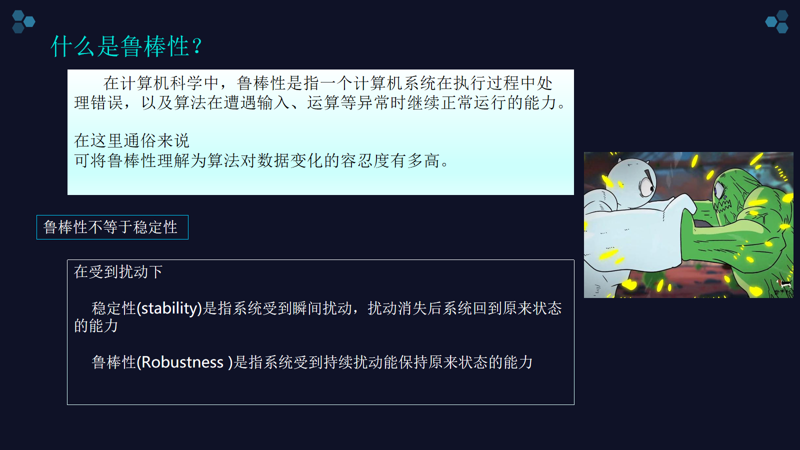 什么是鲁棒性？
在计算机科学中，鲁棒性是指一个计算机系统在执行过程中处
理错误，以及算法在遭遇输入、运算等异常时继续正常运行的能力。
在这里通俗来说
可将鲁棒性理解为算法对数据变化的容忍度有多高。
鲁棒性不等于稳定性
在受到扰动下
稳定性(stability)是指系统受到瞬间扰动，扰动消失后系统回到原来状态
的能力
鲁棒性(Robustness )是指系统受到持续扰动能保持原来状态的能力